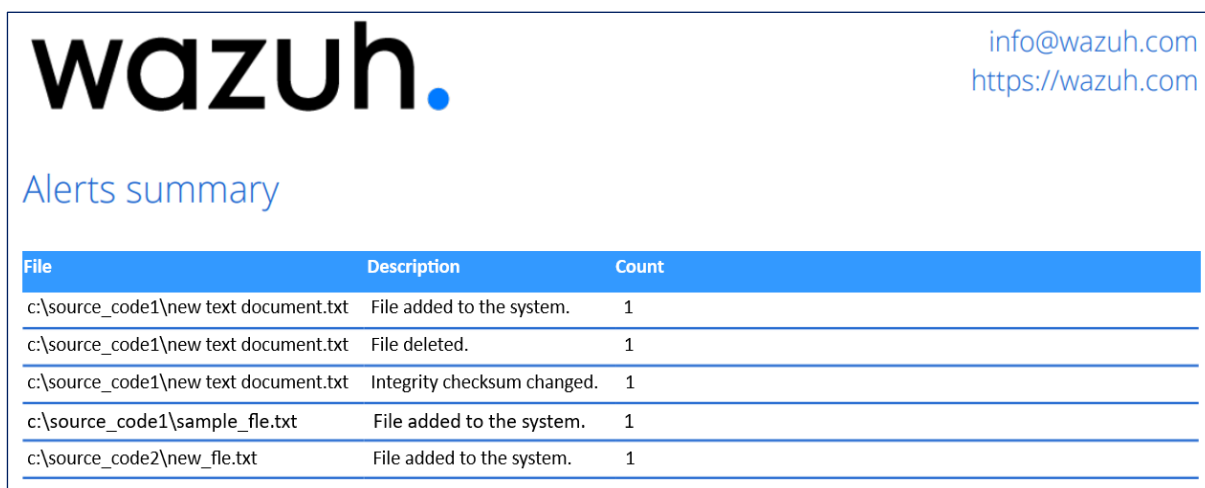 wazuh.
info@wazuh.com
https://wazuh.com
Alerts summary
File Description Count
c:\source_code1\new text document.txt File added to the system. 1
c:\source_code1\new text document.txt File deleted. 1
c:\source_code1\new text document.txt Integrity checksum changed. 1
c:\source_code1\sample_fle.txt File added to the system. 1
c:\source_code2\new_fle.txt File added to the system. 1